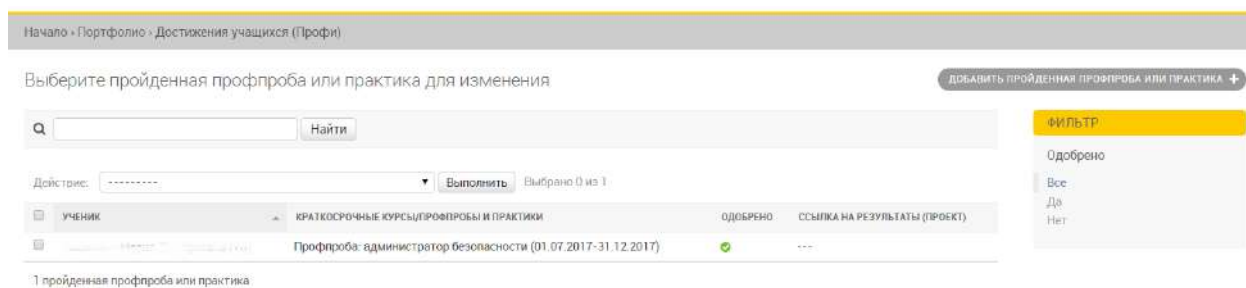 Начало › Портфолио › Достижения учащихся (Профи)
Выберите пройденная профпроба или практика для изменения
ДОБАВИТЬ ПРОЙДЕННАЯ ПРОФПРОБА ИЛИ ПРАКТИКА +
Найти
ФИЛЬТР
Одобрено
Все
Да
Нет
Действие: --------- Выполнить Выбрано 0 из 1
УЧЕНИК КРАТКОСРОЧНЫЕ КУРСЫ/ПРОФПРОБЫ И ПРАКТИКИ ОДОБРЕНО ССЫЛКА НА РЕЗУЛЬТАТЫ (ПРОЕКТ)
Профпроба: администратор безопасности (01.07.2017-31.12.2017) ---
1 пройденная профпроба или практика